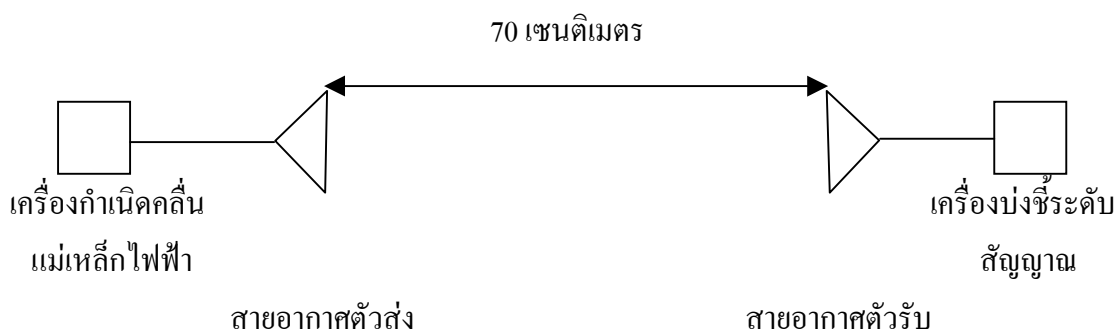 70 เซนติเมตร
เครื่องกำเนิดคลื่น
แม่เหล็กไฟฟ้า
เครื่องบ่งชี้ระดับ
สัญญาณ
สายอากาศตัวส่ง
สายอากาศตัวรับ